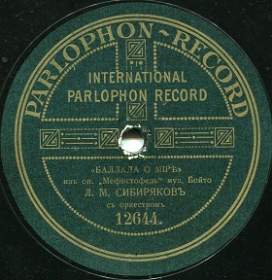 PARLOPHON-RECORD
INTERNATIONAL
PARLOPHON RECORD
«БАЛЛАДА О МІРѢ»
изъ оп. „Мефистофель" муз. Бойто
Л. М. СИБИРЯКОВЪ
съ оркестромъ
12644.